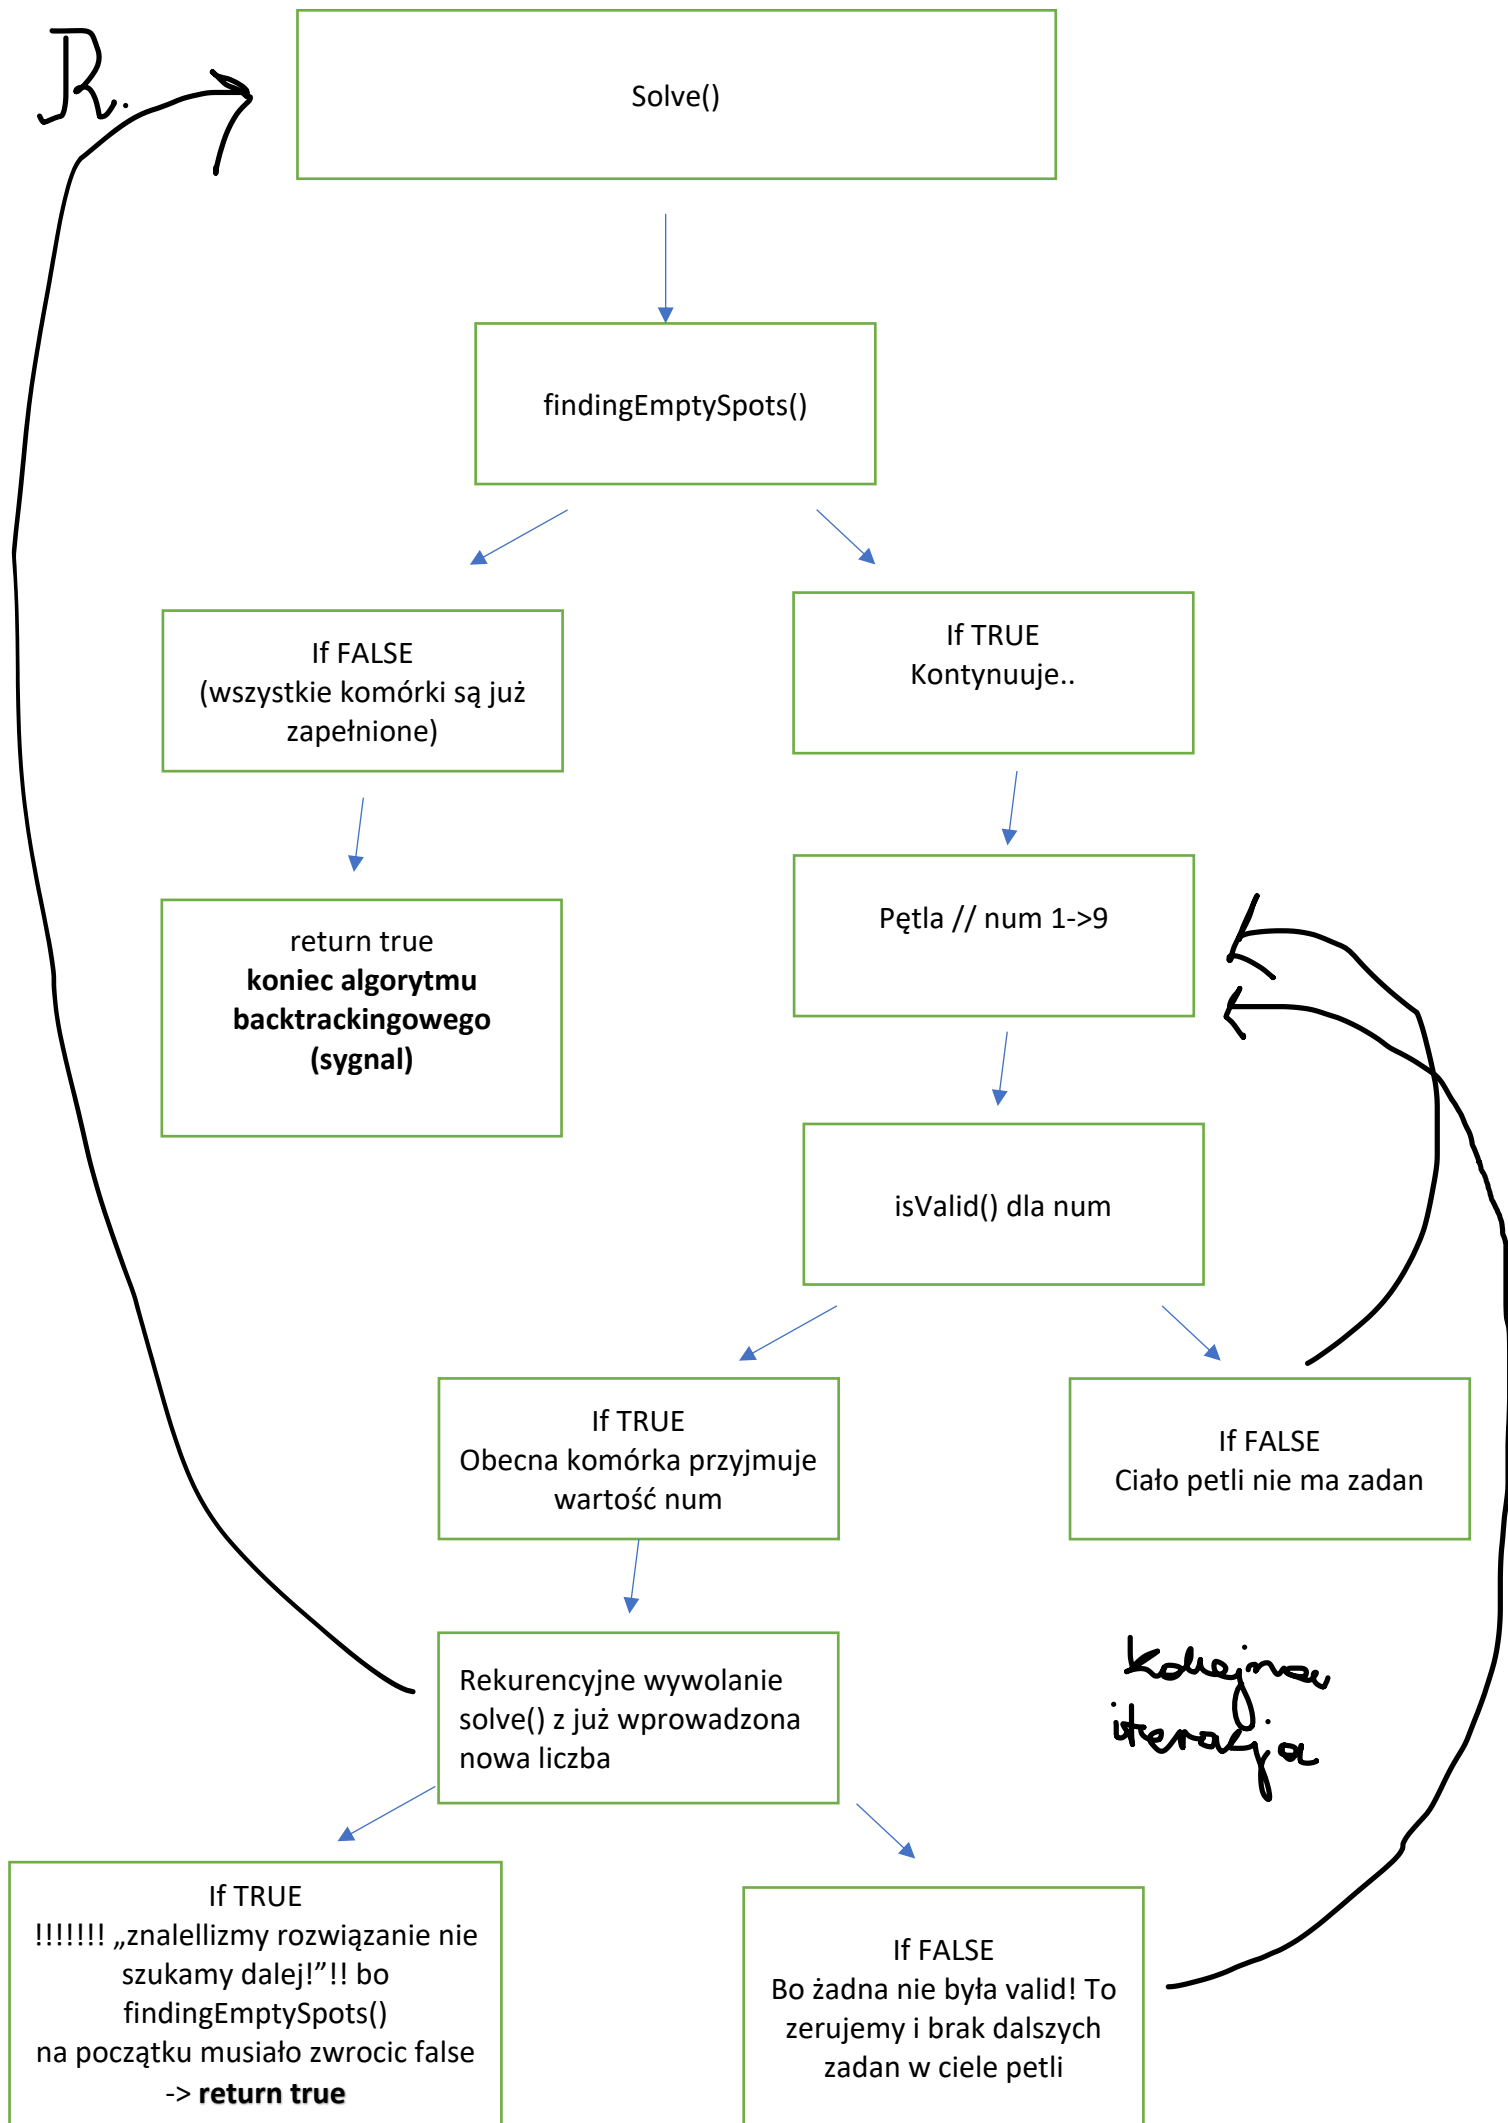 R.
Solve()
findingEmptySpots()
If FALSE
(wszystkie komórki są już
zapełnione)
If TRUE
Kontynuuje..
return true
koniec algorytmu
backtrackingowego
(sygnal)
Pętla // num 1->9
isValid() dla num
If TRUE
Obecna komórka przyjmuje
wartość num
If FALSE
Ciało petli nie ma zadan
Rekurencyjne wywolanie
solve() z już wprowadzona
nowa liczba
Kolejna
iteracja
If TRUE
!!!!!!! „znalellizmy rozwiązanie nie
szukamy dalej!”!! bo
findingEmptySpots()
na początku musiało zwrocic false
-> return true
If FALSE
Bo żadna nie była valid! To
zerujemy i brak dalszych
zadan w ciele petli